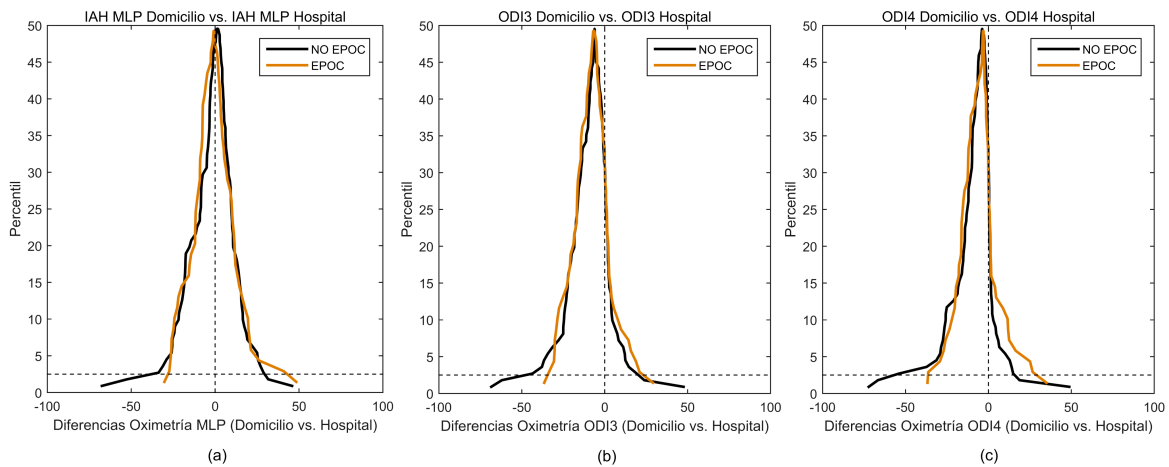 IAH MLP Domicilio vs. IAH MLP Hospital
50
45
40
35
30
25
20
15
10
5
0
Percentil
NO EPOC
EPOC
-100
-50
0
50
100
Diferencias Oximetría MLP (Domicilio vs. Hospital)
(a)
ODI3 Domicilio vs. ODI3 Hospital
50
45
40
35
30
25
20
15
10
5
0
Percentil
NO EPOC
EPOC
-100
-50
0
50
100
Diferencias Oximetría ODI3 (Domicilio vs. Hospital)
(b)
ODI4 Domicilio vs. ODI4 Hospital
50
45
40
35
30
25
20
15
10
5
0
Percentil
NO EPOC
EPOC
-100
-50
0
50
100
Diferencias Oximetría ODI4 (Domicilio vs. Hospital)
(c)